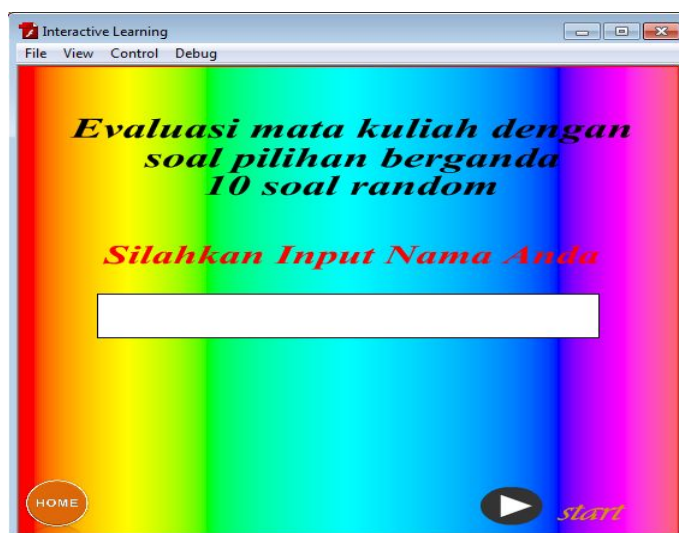 Interactive Learning
File View Control Debug
Evaluasi mata kuliah dengan
soal pilihan berganda
10 soal random
Silahkan Input Nama Anda
HOME
start